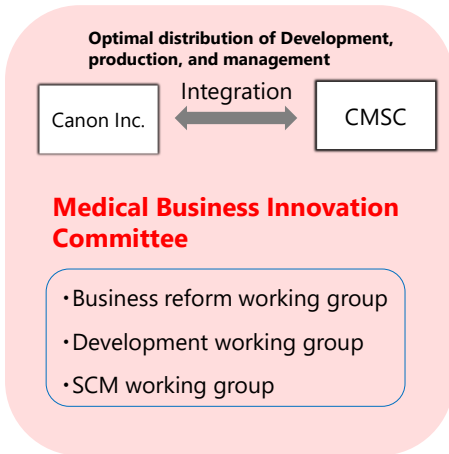 Optimal distribution of Development,
production, and management
Integration
Canon Inc.
CMSC
Medical Business Innovation
Committee
・Business reform working group
・Development working group
・SCM working group